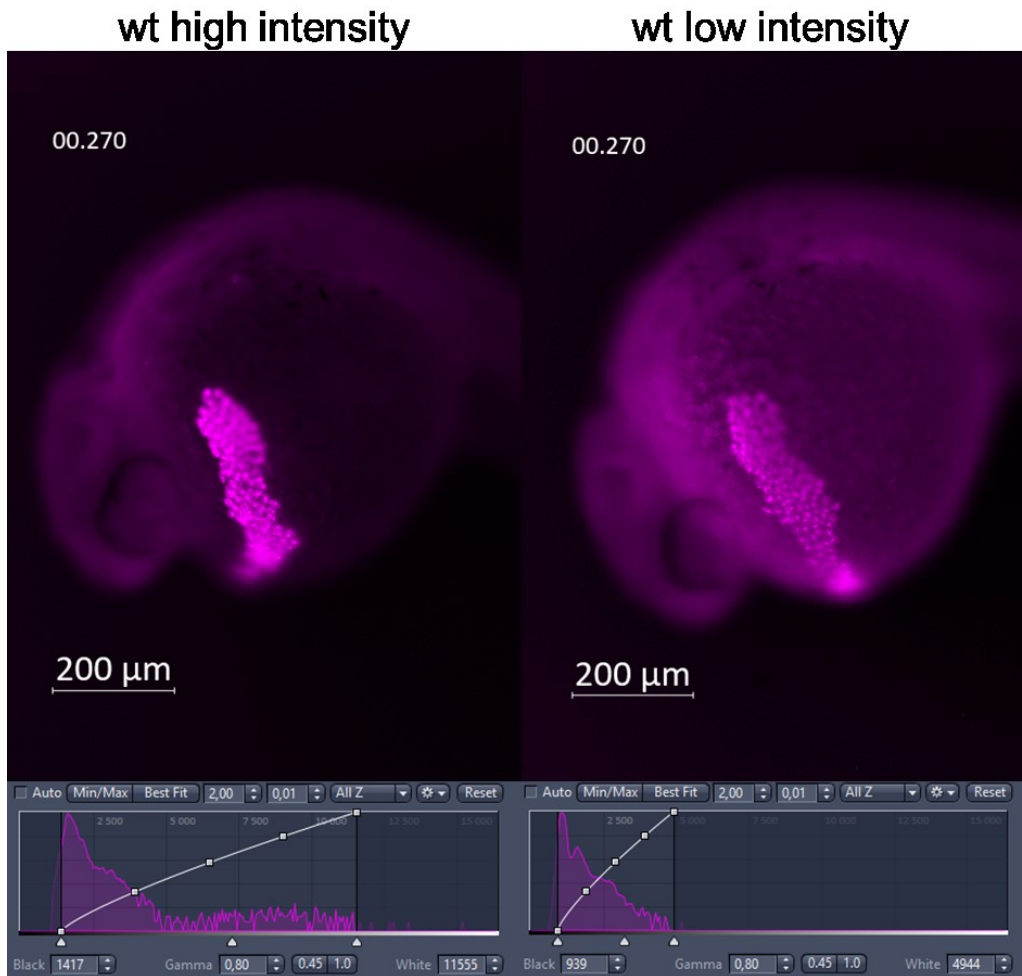 wt high intensity
wt low intensity
00.270
00.270
200 µm
200 µm
Auto Min/Max Best Fit 2,00 0,01 All Z Reset
Auto Min/Max Best Fit 2,00 0,01 All Z Reset
2 500 5 000 7 500 10 000 12 500 15 000
2 500 5 000 7 500 10 000 12 500 15 000
Black 1417 Gamma 0,80 0.45 1.0 White 11555
Black 939 Gamma 0,80 0.45 1.0 White 4944